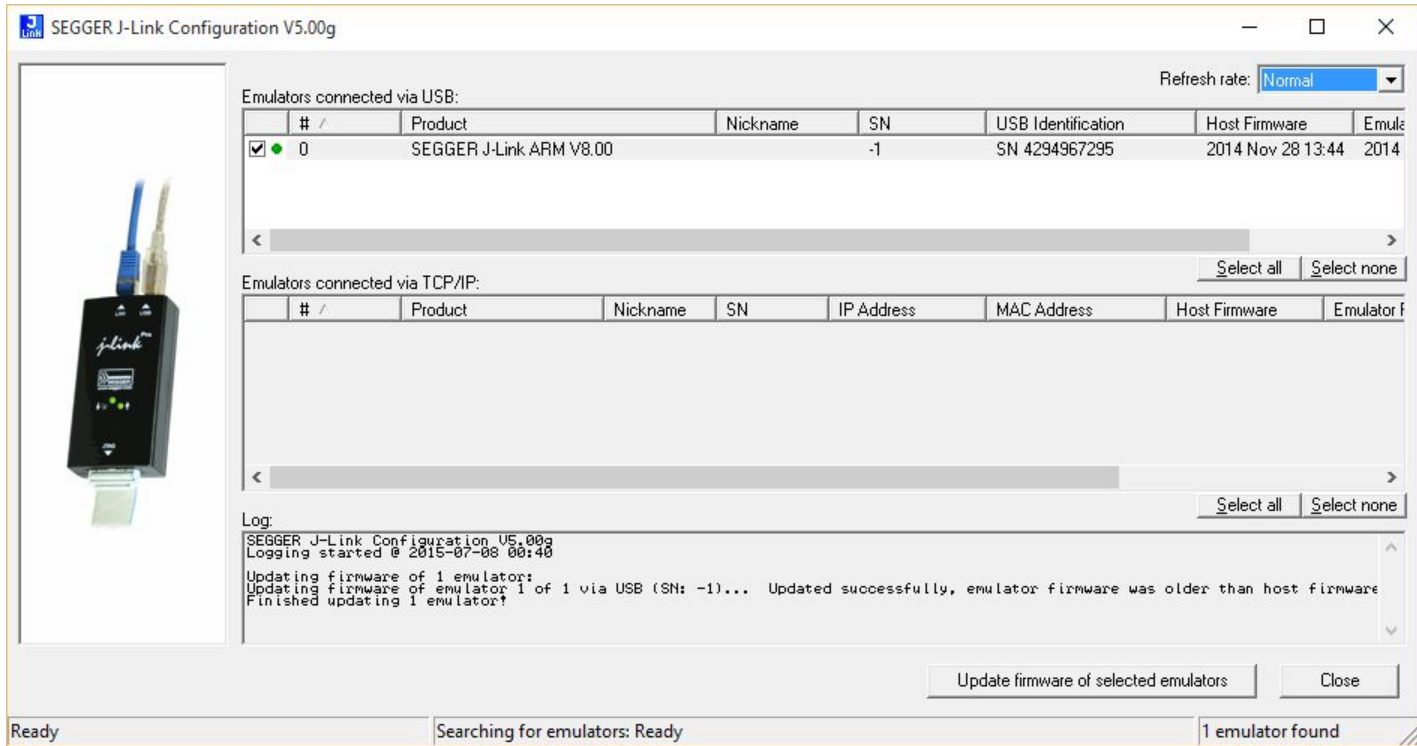 SEGGER J-Link Configuration V5.00g
Refresh rate: Normal
Emulators connected via USB:
# Product Nickname SN USB Identification Host Firmware Emula
0 SEGGER J-Link ARM V8.00 -1 SN 4294967295 2014 Nov 28 13:44 2014
Select all Select none
Emulators connected via TCP/IP:
# Product Nickname SN IP Address MAC Address Host Firmware Emulator F
Select all Select none
j-link Pro
SEGGER
Log:
SEGGER J-Link Configuration V5.00g
Logging started @ 2015-07-08 00:40
Updating firmware of 1 emulator:
Updating firmware of emulator 1 of 1 via USB (SN: -1)... Updated successfully, emulator firmware was older than host firmware
Finished updating 1 emulator!
Update firmware of selected emulators Close
Ready Searching for emulators: Ready 1 emulator found